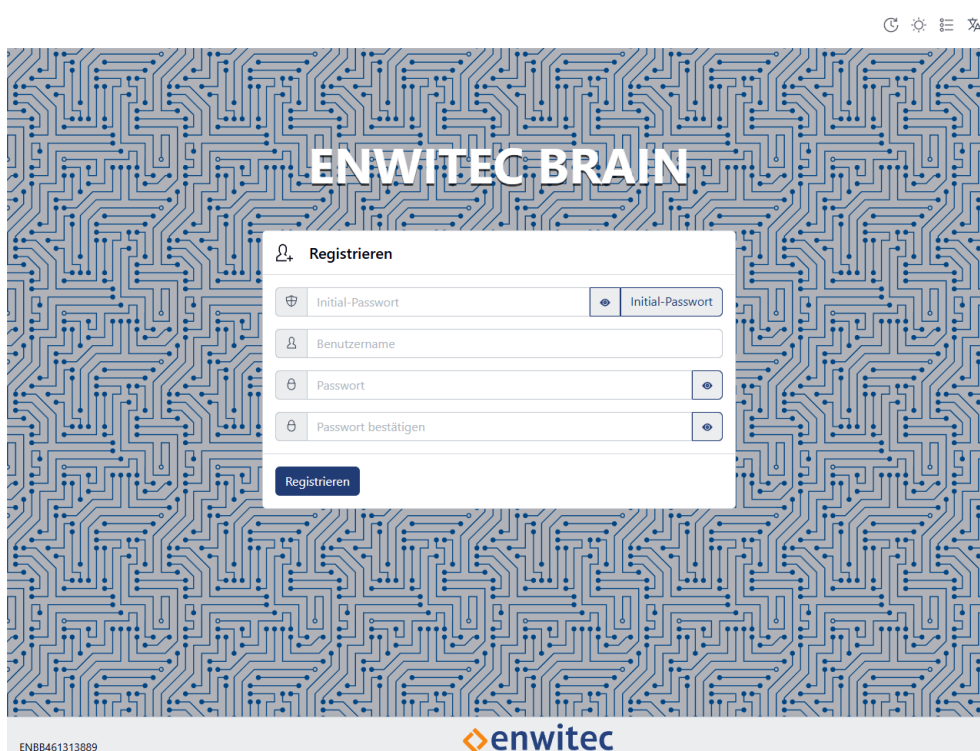 ENWITEC BRAIN
Registrieren
Initial-Passwort Initial-Passwort
Benutzername
Passwort
Passwort bestätigen
Registrieren
enwitec
ENBB461313889